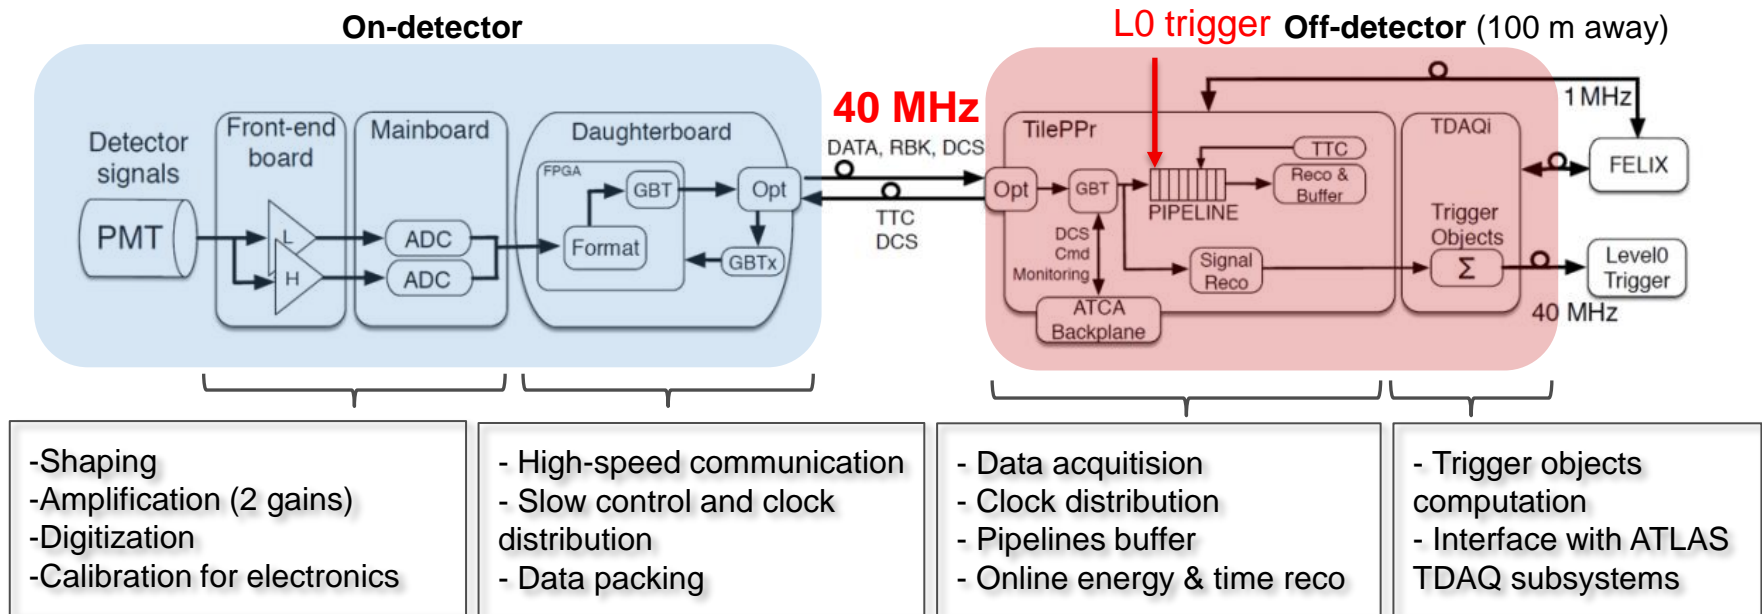 On-detector
L0 trigger Off-detector (100 m away)
40 MHz
1 MHz
Detector
signals
PMT
Front-end
board
L
H
Mainboard
ADC
ADC
Daughterboard
FPGA
GBT
Format
Opt
GBTx
DATA, RBK, DCS
TTC
DCS
TilePPr
Opt
GBT
PIPELINE
TTC
Reco &
Buffer
DCS
Cmd
Monitoring
Signal
Reco
ATCA
Backplane
TDAQi
Trigger
Objects
Σ
FELIX
Level0
Trigger
40 MHz
-Shaping
-Amplification (2 gains)
-Digitization
-Calibration for electronics
- High-speed communication
- Slow control and clock
distribution
- Data packing
- Data acquitision
- Clock distribution
- Pipelines buffer
- Online energy & time reco
- Trigger objects
computation
- Interface with ATLAS
TDAQ subsystems